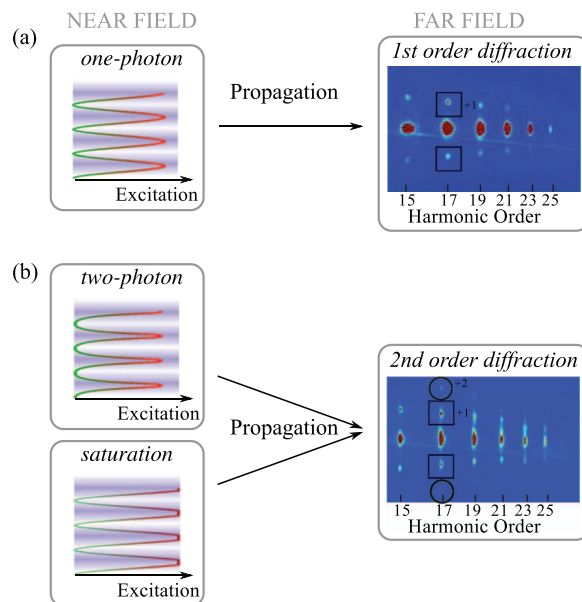 NEAR FIELD
FAR FIELD
(a)
one-photon
Excitation
Propagation
1st order diffraction
+1
15 17 19 21 23 25
Harmonic Order
(b)
two-photon
Excitation
saturation
Excitation
Propagation
2nd order diffraction
+2
+1
15 17 19 21 23 25
Harmonic Order